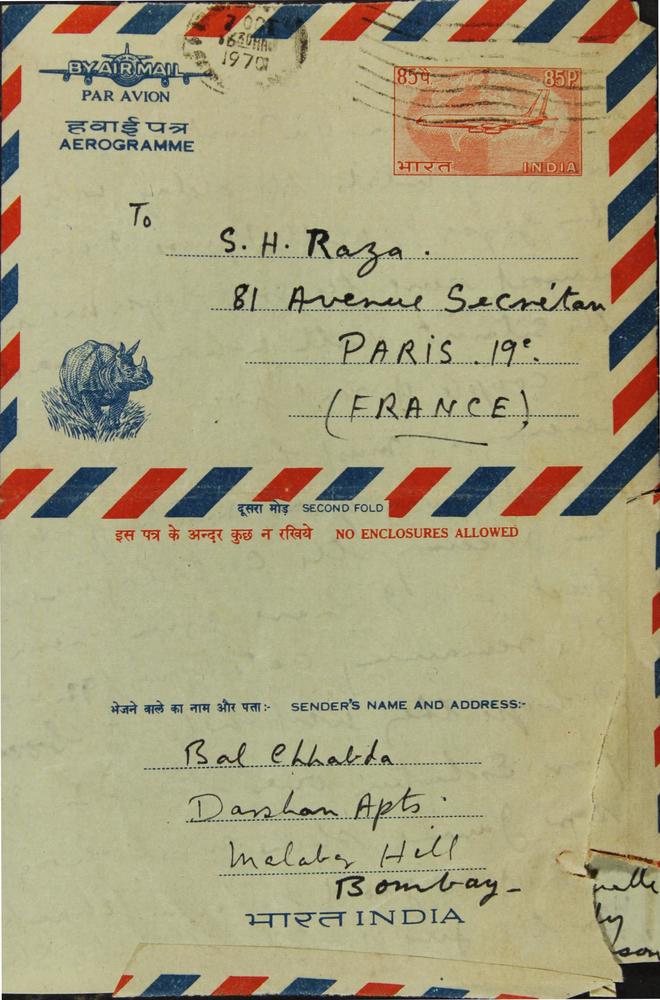 7 OCT
1970
BY AIR MAIL
PAR AVION
हवाई पत्र
AEROGRAMME
85प. 85P
भारत INDIA
To
S. H. Raza.
81 Avenue Secrétan
PARIS. 19e.
(FRANCE)
दूसरा मोड़ SECOND FOLD
इस पत्र के अन्दर कुछ न रखिये NO ENCLOSURES ALLOWED
भेजने वाले का नाम और पता:- SENDER'S NAME AND ADDRESS:-
Bal Chhabda
Darshan Apts.
Malabar Hill
Bombay-
भारत INDIA